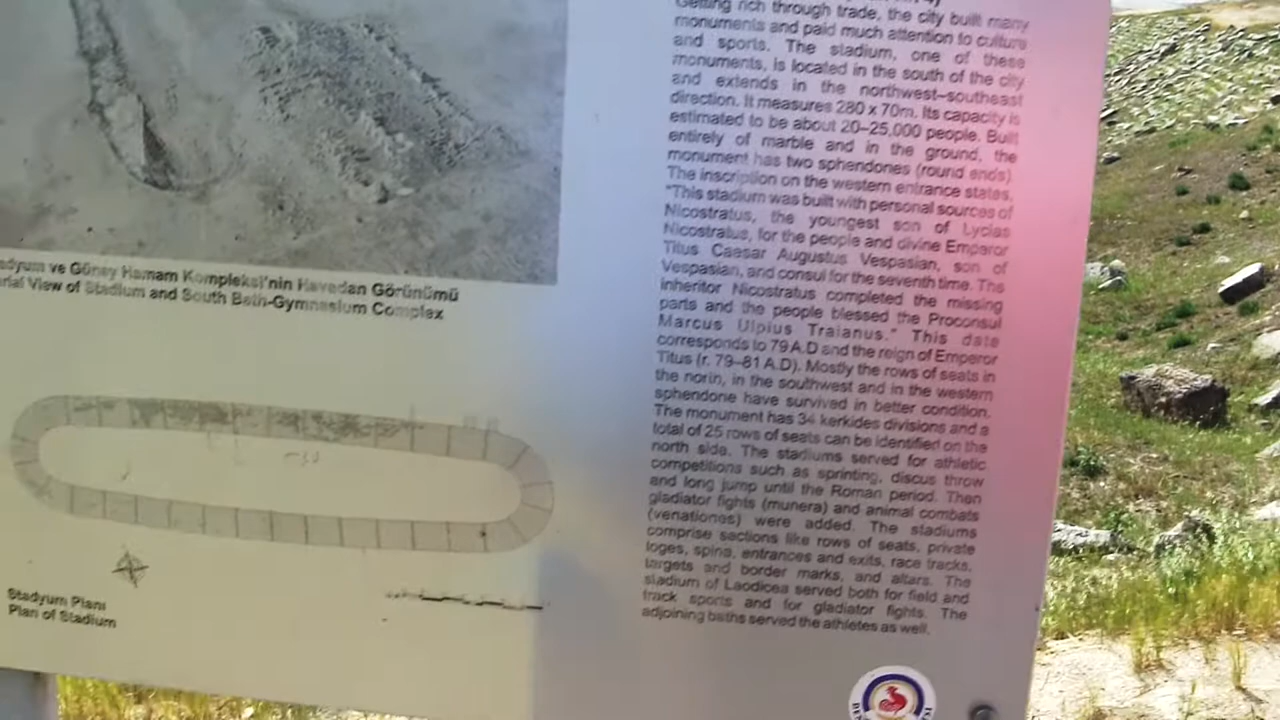 Getting rich through trade, the city built many
monuments and paid much attention to culture
and sports. The stadium, one of these
monuments, is located in the south of the city
and extends in the northwest–southeast
direction. It measures 280 x 70m. Its capacity is
estimated to be about 20–25,000 people. Built
entirely of marble and in the ground, the
monument has two sphendones (round ends)
The inscription on the western entrance states,
"This stadium was built with personal sources of
Nicostratus, the youngest son of Lycias
Nicostratus, for the people and divine Emperor
Titus Caesar Augustus Vespasian, son of
Vespasian, and consul for the seventh time. The
inheritor Nicostratus completed the missing
parts and the people blessed the Proconsul
Marcus Ulpius Traianus." This date
corresponds to 79 A.D and the reign of Emperor
Titus (r. 79–81 A.D). Mostly the rows of seats in
the north, in the southwest and in the western
sphendone have survived in better condition.
The monument has 34 kerkides divisions and a
total of 25 rows of seats can be identified on the
north side. The stadiums served for athletic
competitions such as sprinting, discus throw
and long jump until the Roman period. Then
gladiator fights (munera) and animal combats
(venationes) were added. The stadiums
comprise sections like rows of seats, private
loges, spina, entrances and exits, race tracks,
targets and border marks, and altars. The
stadium of Laodicea served both for field and
track sports and for gladiator fights. The
adjoining baths served the athletes as well.
adyum ve Güney Hamam Kompleksi'nin Havadan Görünümü
rial View of Stadium and South Bath-Gymnasium Complex
Stadyum Planı
Plan of Stadium